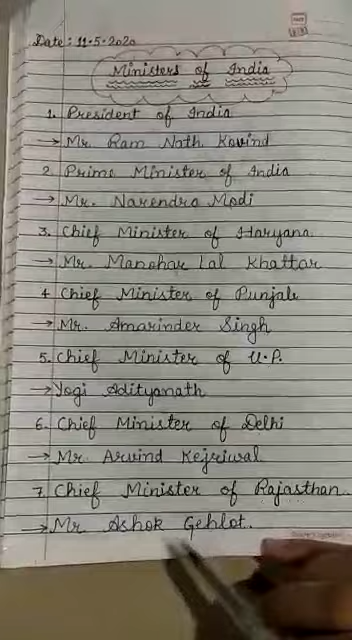 Date: 11.5.2020
Ministers of India
1. President of India
→ Mr. Ram Nath Kovind
2. Prime Minister of India
→ Mr. Narendra Modi
3. Chief Minister of Haryana
→ Mr. Manohar Lal Khattar
4 Chief Minister of Punjab
→ Mr. Amarinder Singh
5. Chief Minister of U.P.
→ Yogi Adityanath
6. Chief Minister of Delhi
→ Mr. Arvind Kejriwal
7. Chief Minister of Rajasthan
→ Mr. Ashok Gehlot.